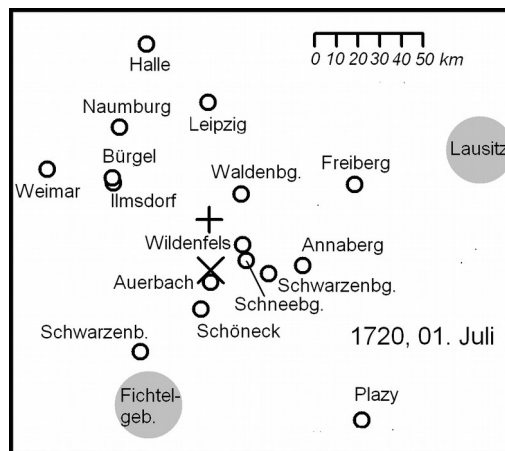 Halle
0 10 20 30 40 50 km
Naumburg
Leipzig
Lausitz
Bürgel
Waldenbg.
Freiberg
Weimar
Ilmsdorf
Wildenfels
Annaberg
Auerbach
Schwarzenbg.
Schneebg.
Schöneck
Schwarzenb.
1720, 01. Juli
Fichtel-
geb.
Plazy